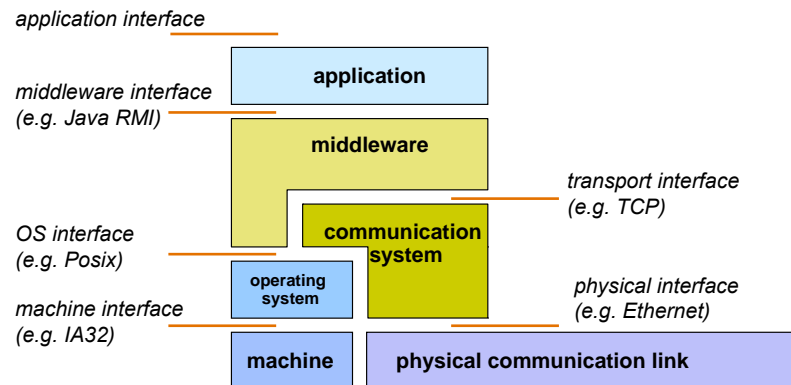 application interface
application
middleware interface
(e.g. Java RMI)
middleware
transport interface
(e.g. TCP)
OS interface
(e.g. Posix)
communication
system
operating
system
machine interface
(e.g. IA32)
physical interface
(e.g. Ethernet)
machine
physical communication link